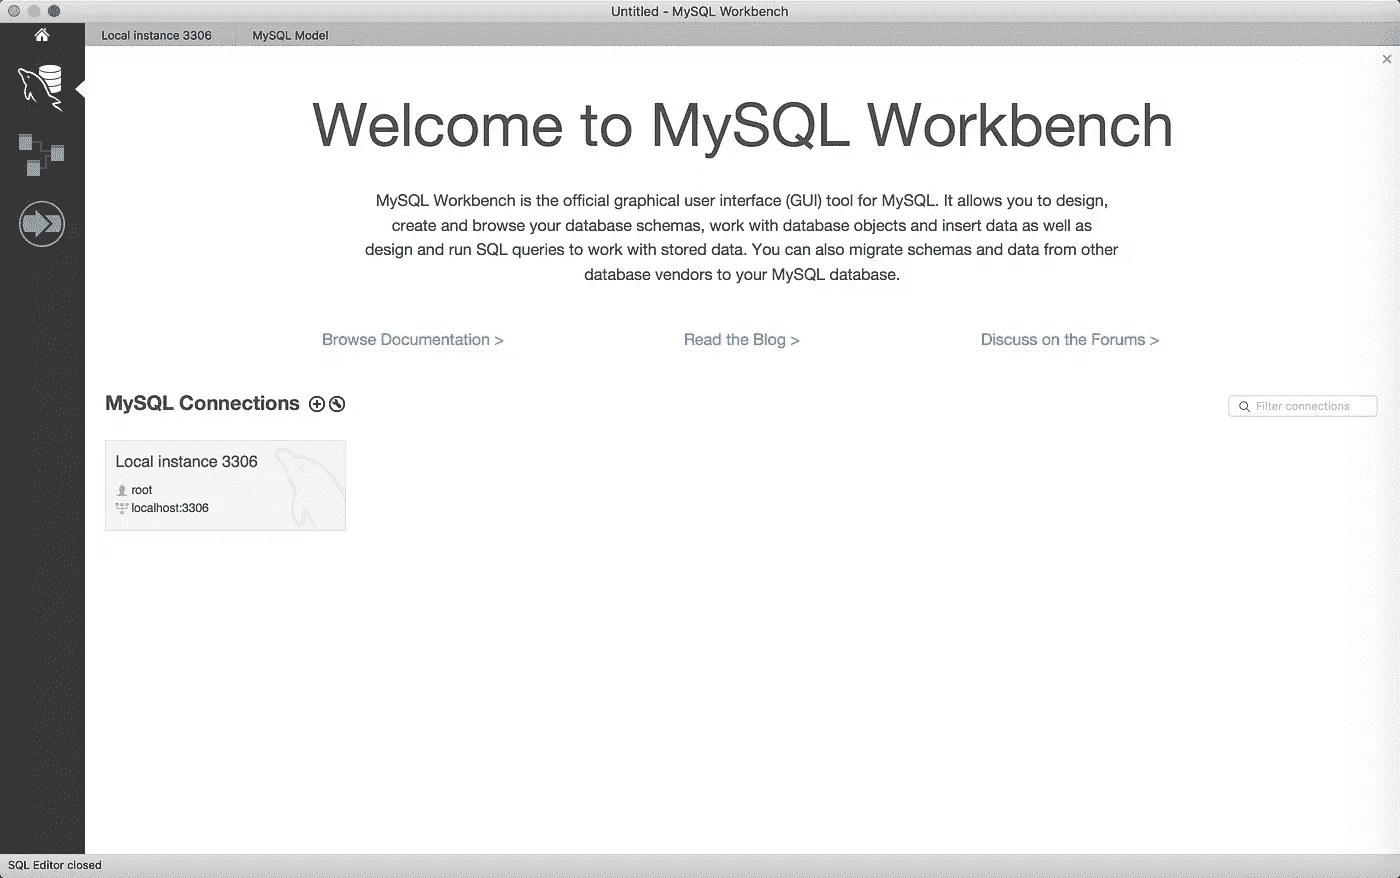 Untitled - MySQL Workbench
Local instance 3306
MySQL Model
Welcome to MySQL Workbench
MySQL Workbench is the official graphical user interface (GUI) tool for MySQL. It allows you to design,
create and browse your database schemas, work with database objects and insert data as well as
design and run SQL queries to work with stored data. You can also migrate schemas and data from other
database vendors to your MySQL database.
Browse Documentation >
Read the Blog >
Discuss on the Forums >
MySQL Connections
Filter connections
Local instance 3306
root
localhost:3306
SQL Editor closed